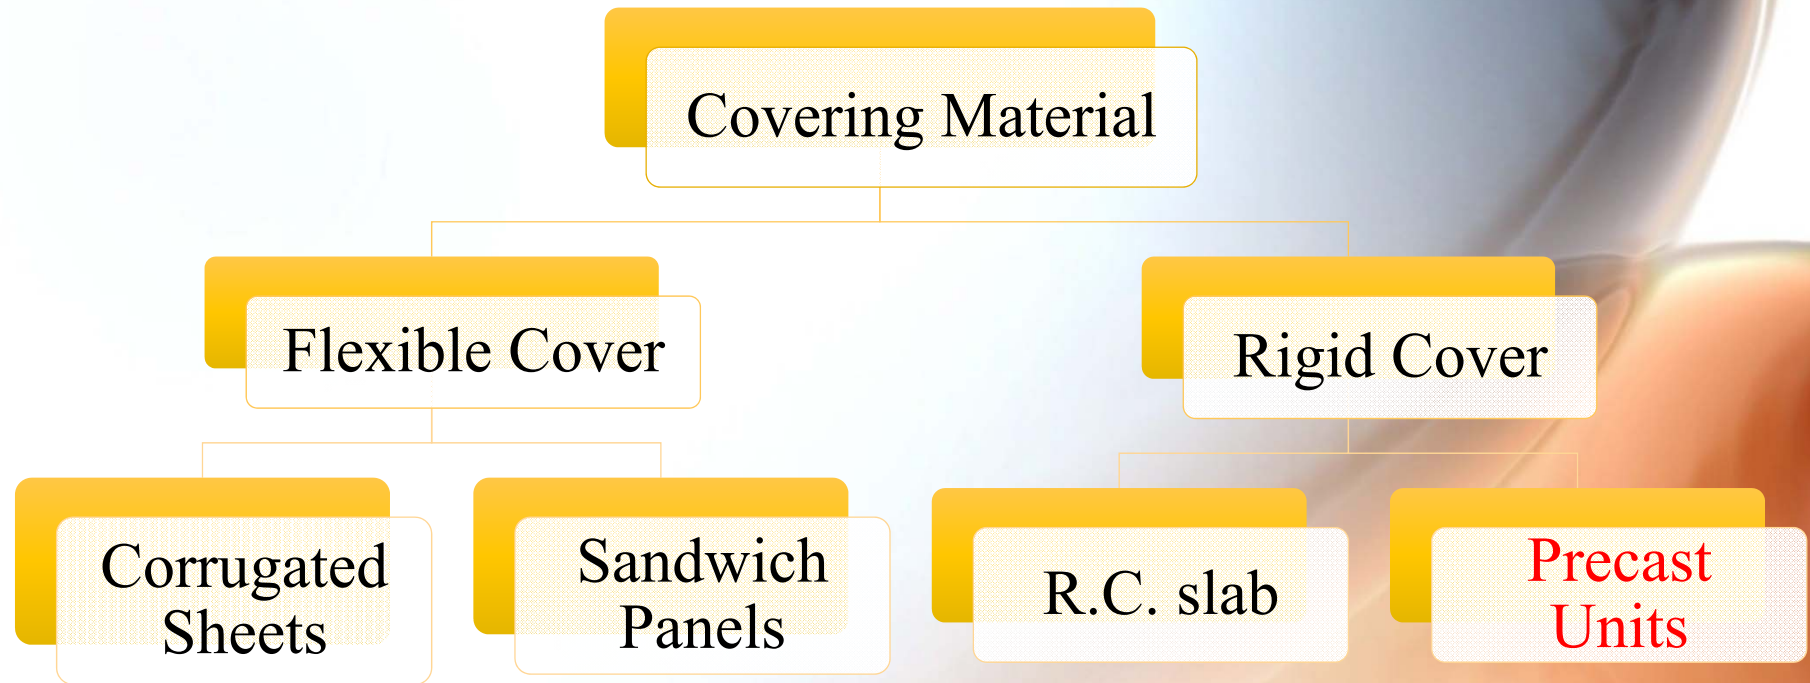 Covering Material
Flexible Cover
Rigid Cover
Corrugated
Sheets
Sandwich
Panels
R.C. slab
Precast
Units